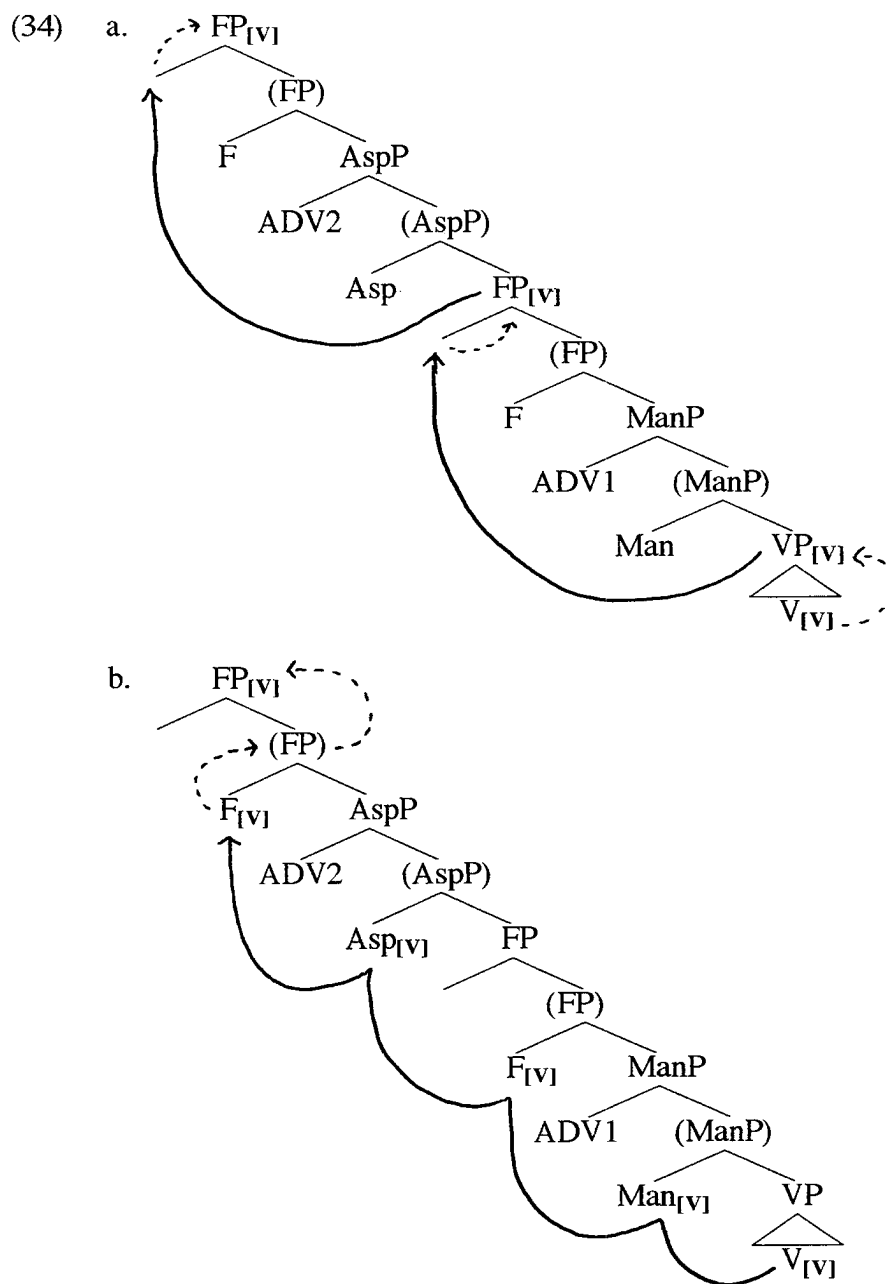 (34) a. FP[V]
(FP)
F AspP
ADV2 (AspP)
Asp FP[V]
(FP)
F ManP
ADV1 (ManP)
Man VP[V]
V[V]
b. FP[V]
(FP)
F[V] AspP
ADV2 (AspP)
Asp[V] FP
(FP)
F[V] ManP
ADV1 (ManP)
Man[V] VP
V[V]